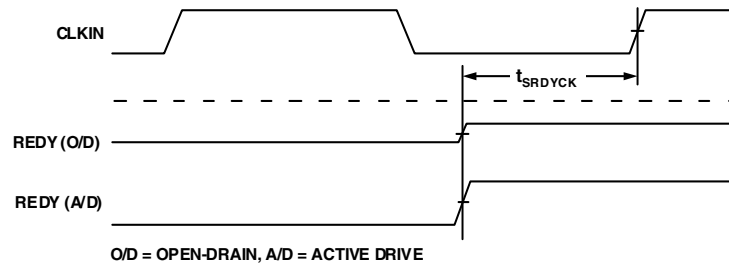 CLKIN
tSRDYCK
REDY (O/D)
REDY (A/D)
O/D = OPEN-DRAIN, A/D = ACTIVE DRIVE